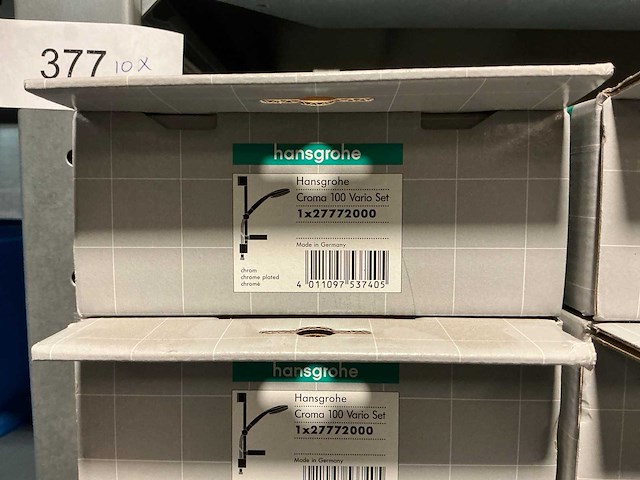 377 10X
hansgrohe
Hansgrohe
Croma 100 Vario Set
1x27772000
Made in Germany
chrom
chrome plated
chromé
4 011097 537405
hansgrohe
Hansgrohe
Croma 100 Vario Set
1x27772000
Made in Germany